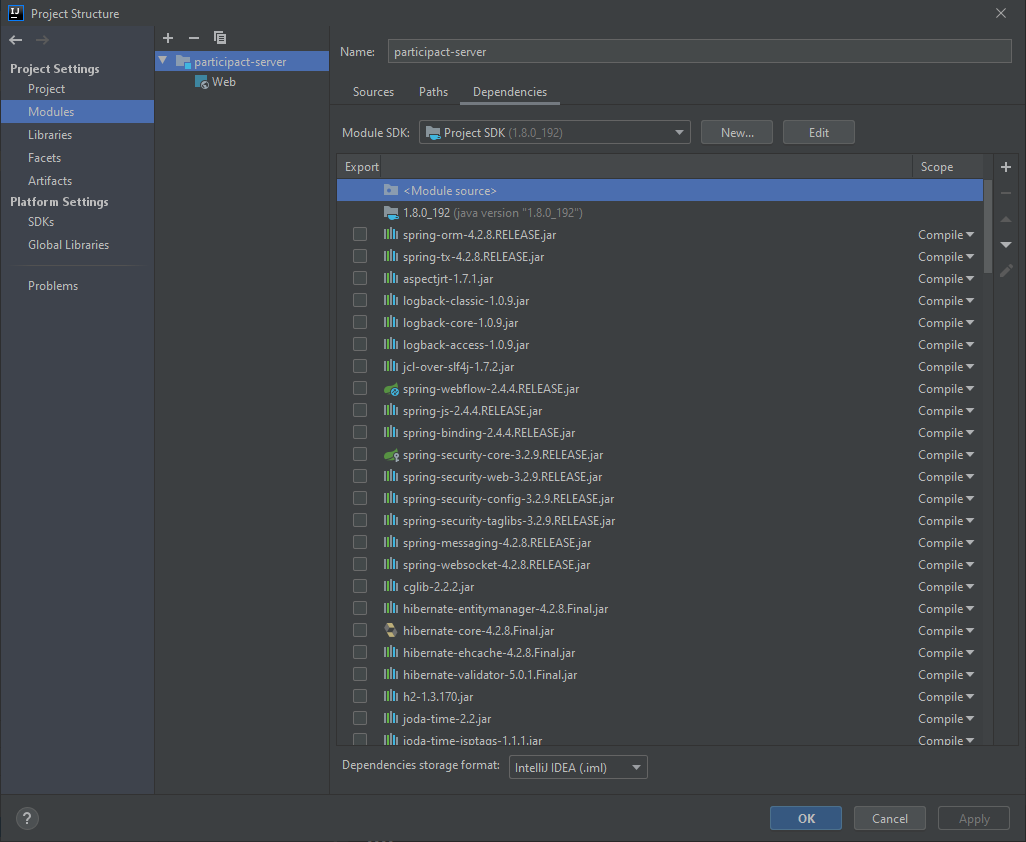 Project Structure
Project Settings
Project
Modules
Libraries
Facets
Artifacts
Platform Settings
SDKs
Global Libraries
Problems
participact-server
Web
Name: participact-server
Sources Paths Dependencies
Module SDK: Project SDK (1.8.0_192) New... Edit
Export Scope
<Module source>
1.8.0_192 (java version "1.8.0_192")
spring-orm-4.2.8.RELEASE.jar Compile
spring-tx-4.2.8.RELEASE.jar Compile
aspectjrt-1.7.1.jar Compile
logback-classic-1.0.9.jar Compile
logback-core-1.0.9.jar Compile
logback-access-1.0.9.jar Compile
jcl-over-slf4j-1.7.2.jar Compile
spring-webflow-2.4.4.RELEASE.jar Compile
spring-js-2.4.4.RELEASE.jar Compile
spring-binding-2.4.4.RELEASE.jar Compile
spring-security-core-3.2.9.RELEASE.jar Compile
spring-security-web-3.2.9.RELEASE.jar Compile
spring-security-config-3.2.9.RELEASE.jar Compile
spring-security-taglibs-3.2.9.RELEASE.jar Compile
spring-messaging-4.2.8.RELEASE.jar Compile
spring-websocket-4.2.8.RELEASE.jar Compile
cglib-2.2.2.jar Compile
hibernate-entitymanager-4.2.8.Final.jar Compile
hibernate-core-4.2.8.Final.jar Compile
hibernate-ehcache-4.2.8.Final.jar Compile
hibernate-validator-5.0.1.Final.jar Compile
h2-1.3.170.jar Compile
joda-time-2.2.jar Compile
joda-time-jsptags-1.1.1.jar Compile
Dependencies storage format: IntelliJ IDEA (.iml)
? OK Cancel Apply